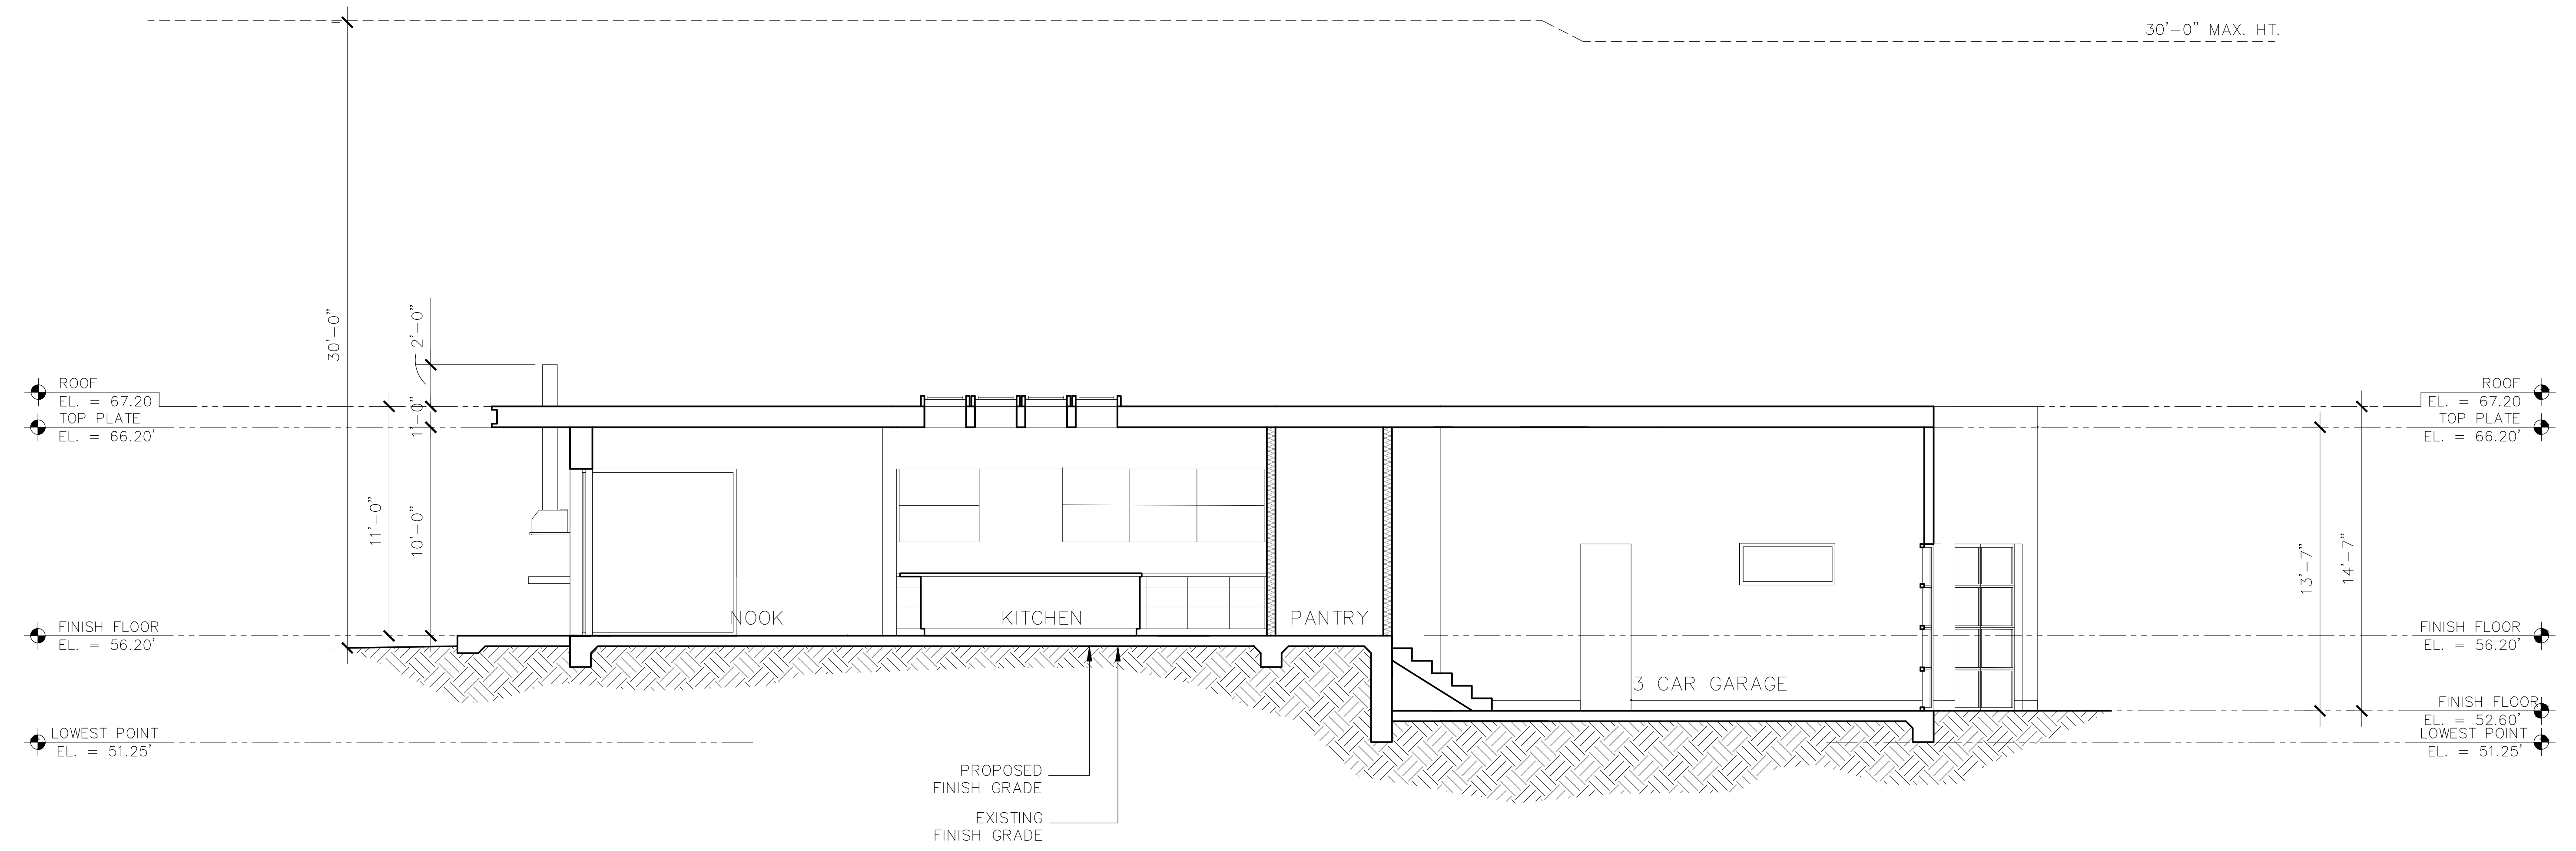 30'-0" MAX. HT.
30'-0"
2'-0"
1'-0"
11'-0"
10'-0"
ROOF
EL. = 67.20
TOP PLATE
EL. = 66.20'
FINISH FLOOR
EL. = 56.20'
LOWEST POINT
EL. = 51.25'
NOOK
KITCHEN
PANTRY
3 CAR GARAGE
PROPOSED
FINISH GRADE
EXISTING
FINISH GRADE
13'-7"
14'-7"
ROOF
EL. = 67.20
TOP PLATE
EL. = 66.20'
FINISH FLOOR
EL. = 56.20'
FINISH FLOOR
EL. = 52.60'
LOWEST POINT
EL. = 51.25'